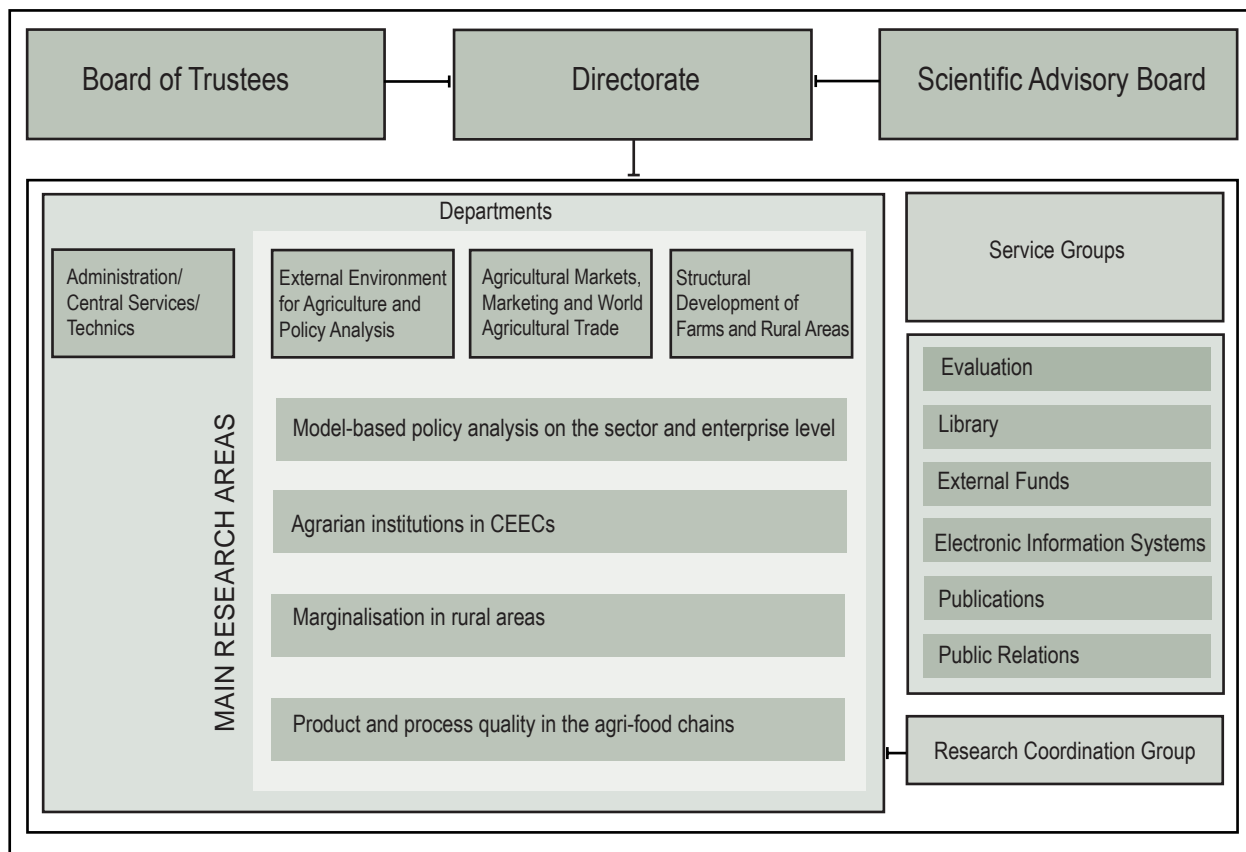 Board of Trustees
Directorate
Scientific Advisory Board
Departments
Administration/
Central Services/
Technics
External Environment
for Agriculture and
Policy Analysis
Agricultural Markets,
Marketing and World
Agricultural Trade
Structural
Development of
Farms and Rural Areas
MAIN RESEARCH AREAS
Model-based policy analysis on the sector and enterprise level
Agrarian institutions in CEECs
Marginalisation in rural areas
Product and process quality in the agri-food chains
Service Groups
Evaluation
Library
External Funds
Electronic Information Systems
Publications
Public Relations
Research Coordination Group